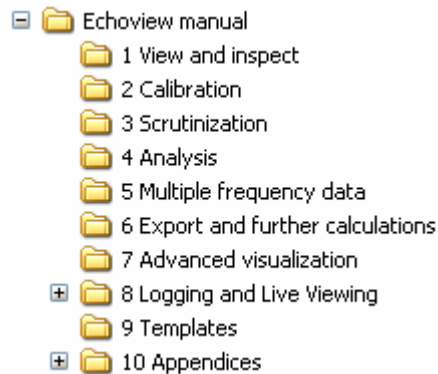 Echoview manual
1 View and inspect
2 Calibration
3 Scrutinization
4 Analysis
5 Multiple frequency data
6 Export and further calculations
7 Advanced visualization
8 Logging and Live Viewing
9 Templates
10 Appendices